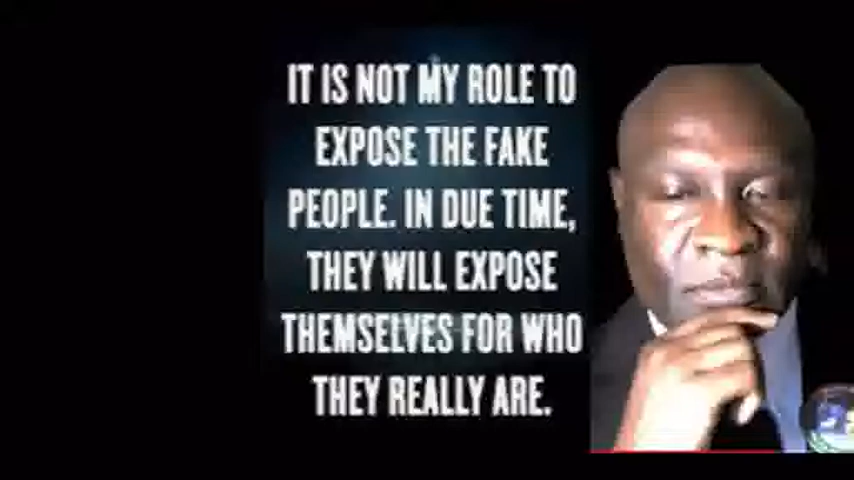 IT IS NOT MY ROLE TO
EXPOSE THE FAKE
PEOPLE. IN DUE TIME,
THEY WILL EXPOSE
THEMSELVES FOR WHO
THEY REALLY ARE.